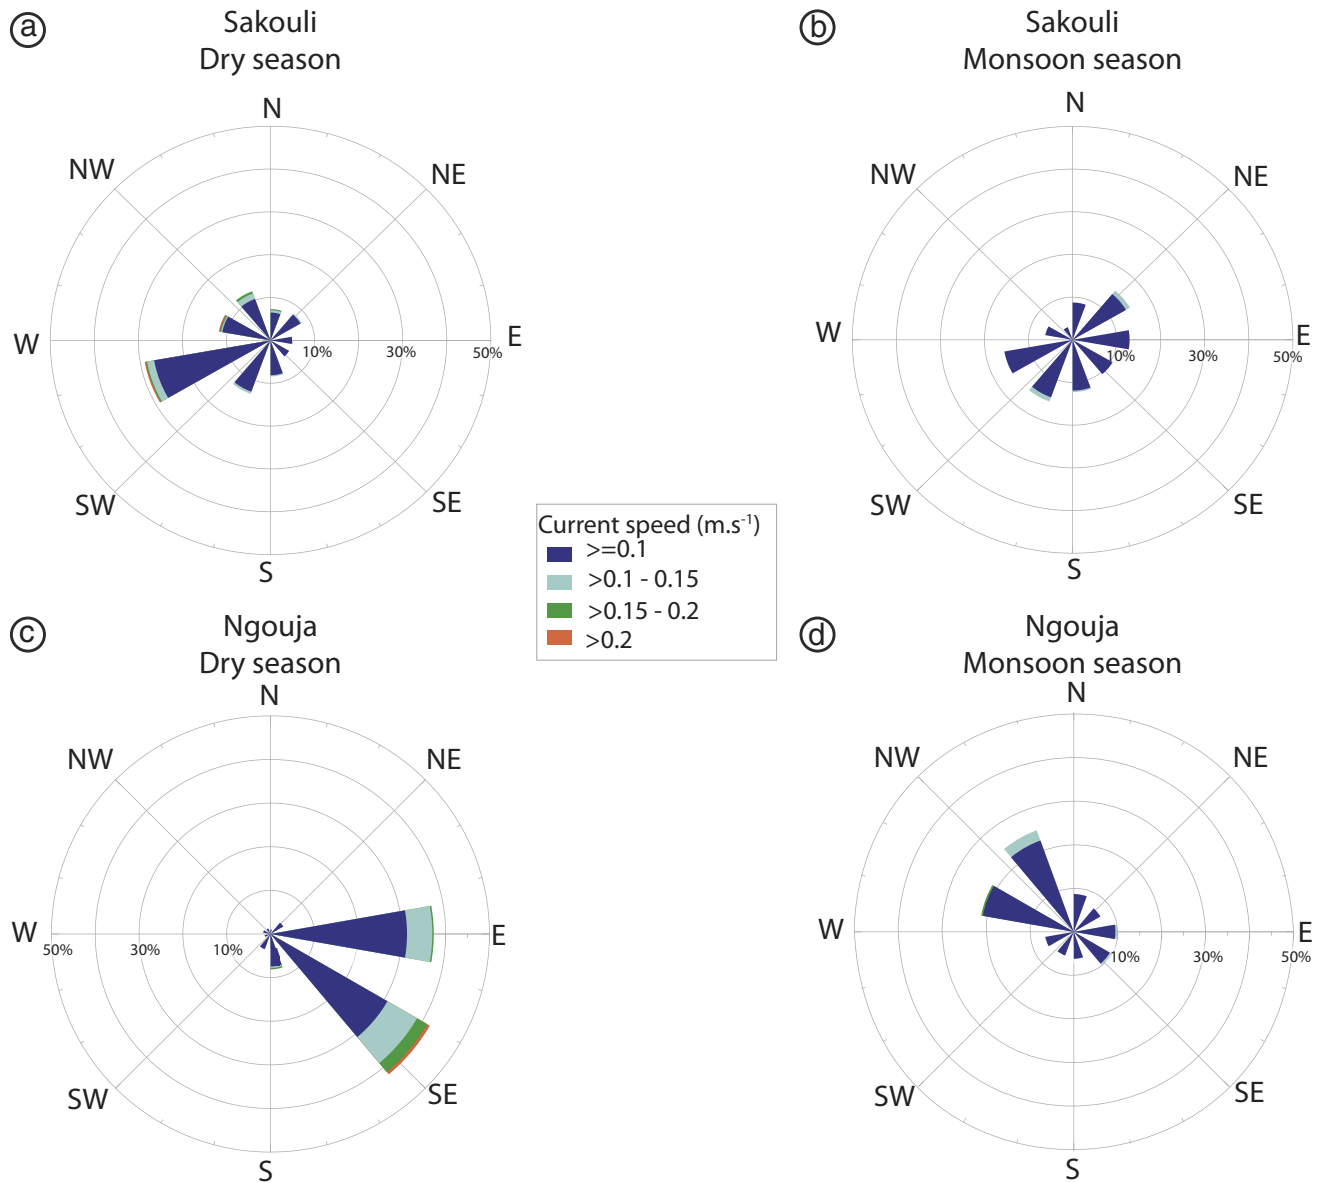 a
Sakouli
Dry season
N
NE
E
SE
S
SW
W
NW
10%
30%
50%
b
Sakouli
Monsoon season
N
NE
E
SE
S
SW
W
NW
10%
30%
50%
Current speed (m.s⁻¹)
>=0.1
>0.1 - 0.15
>0.15 - 0.2
>0.2
c
Ngouja
Dry season
N
NE
E
SE
S
SW
W
NW
50%
30%
10%
d
Ngouja
Monsoon season
N
NE
E
SE
S
SW
W
NW
10%
30%
50%